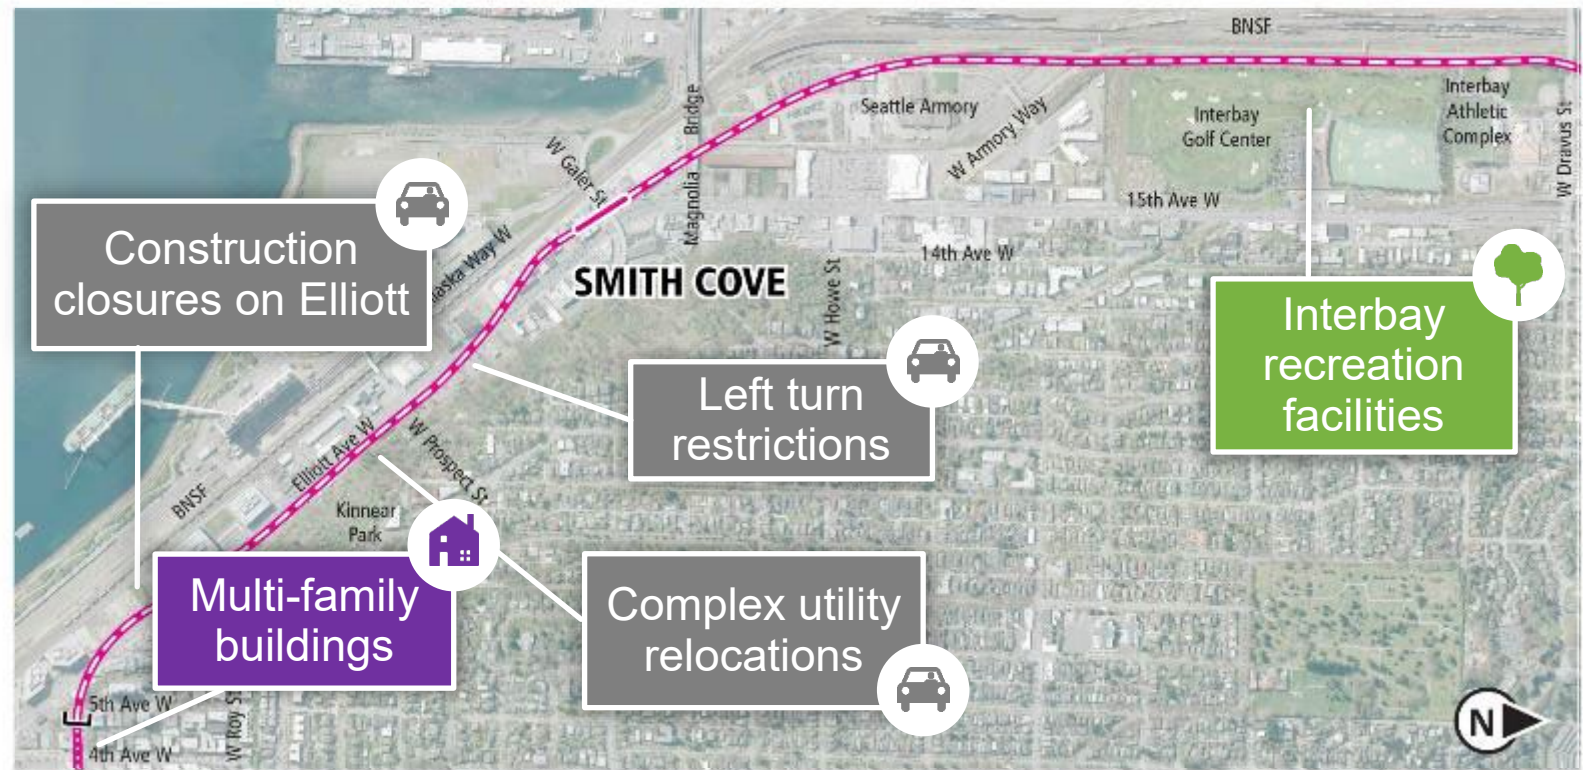 BNSF
Interbay
Athletic
Complex
Seattle Armory
Interbay
Golf Center
W Armory Way
W Dravus St
Magnolia Bridge
W Galer St
15th Ave W
14th Ave W
Construction
closures on Elliott
aska Way W
SMITH COVE
W Howe St
Interbay
recreation
facilities
Left turn
restrictions
Elliott Ave W
W Prospect St
BNSF
Kinnear
Park
Multi-family
buildings
Complex utility
relocations
5th Ave W
W Roy St
4th Ave W
N